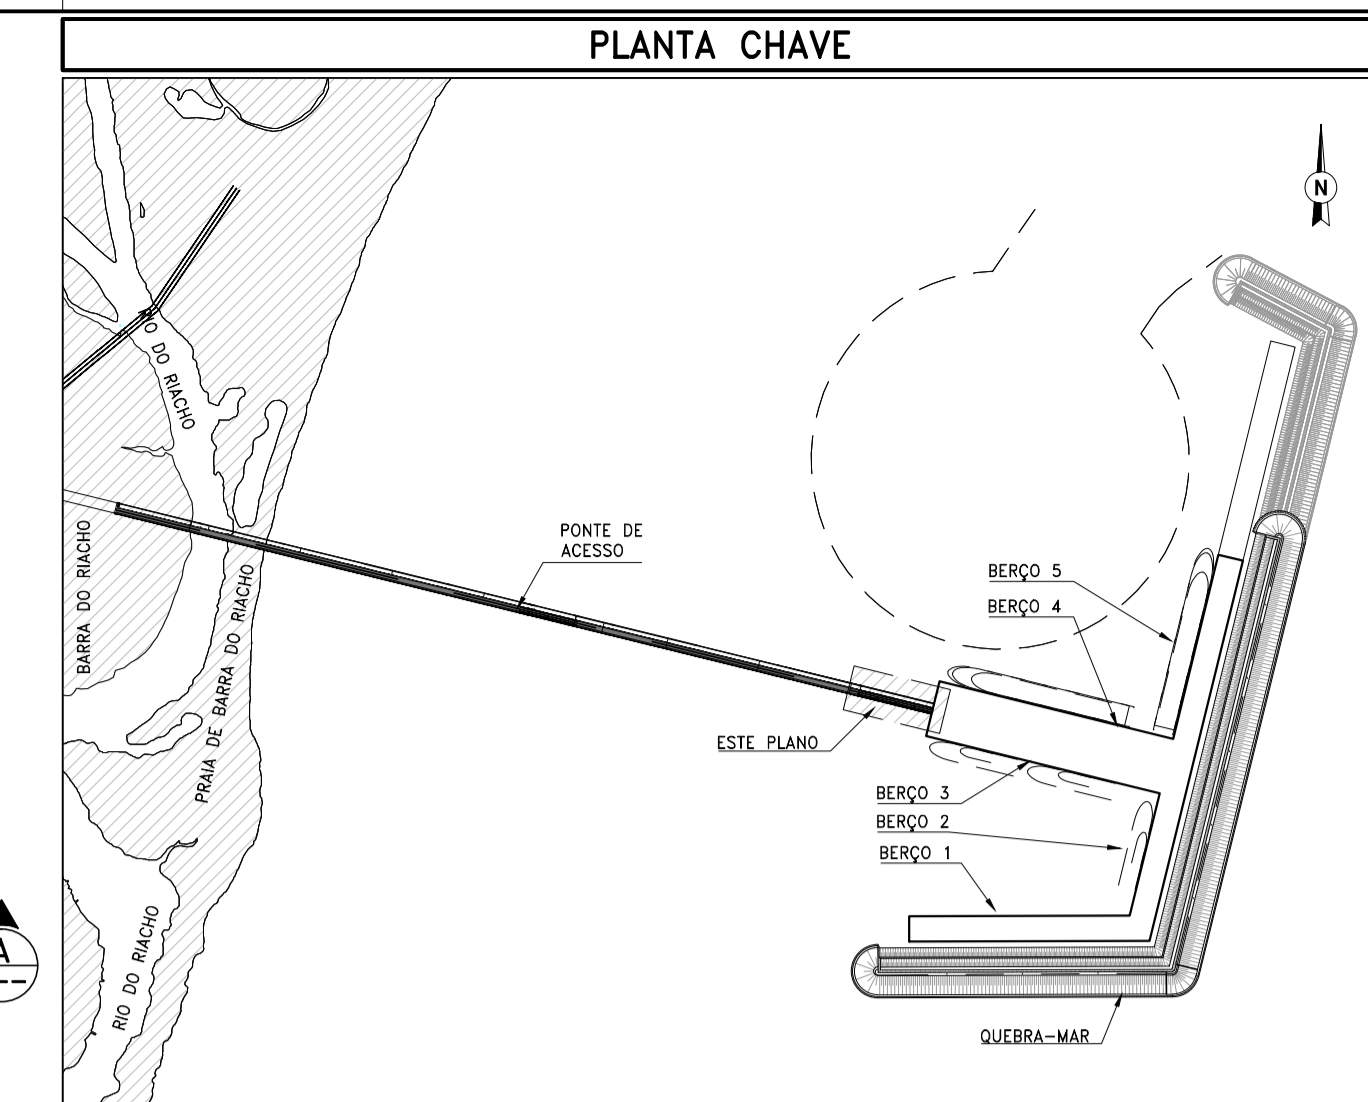 PLANTA CHAVE
N
RIO DO RIACHO
PONTE DE
ACESSO
BARRA DO RIACHO
PRAIA DE BARRA DO RIACHO
BERÇO 5
BERÇO 4
ESTE PLANO
BERÇO 3
BERÇO 2
BERÇO 1
A
RIO DO RIACHO
QUEBRA-MAR